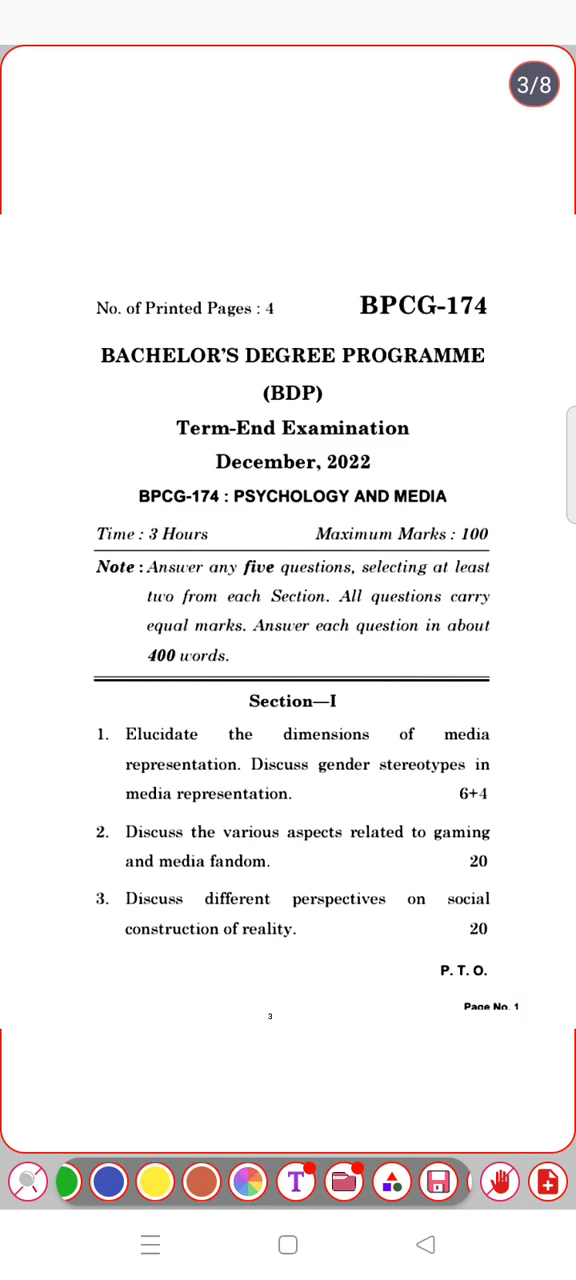 3/8
No. of Printed Pages : 4 BPCG-174
BACHELOR'S DEGREE PROGRAMME
(BDP)
Term-End Examination
December, 2022
BPCG-174 : PSYCHOLOGY AND MEDIA
Time : 3 Hours Maximum Marks : 100
Note : Answer any five questions, selecting at least
two from each Section. All questions carry
equal marks. Answer each question in about
400 words.
Section—I
1. Elucidate the dimensions of media
representation. Discuss gender stereotypes in
media representation. 6+4
2. Discuss the various aspects related to gaming
and media fandom. 20
3. Discuss different perspectives on social
construction of reality. 20
P. T. O.
Page No. 1
3
T